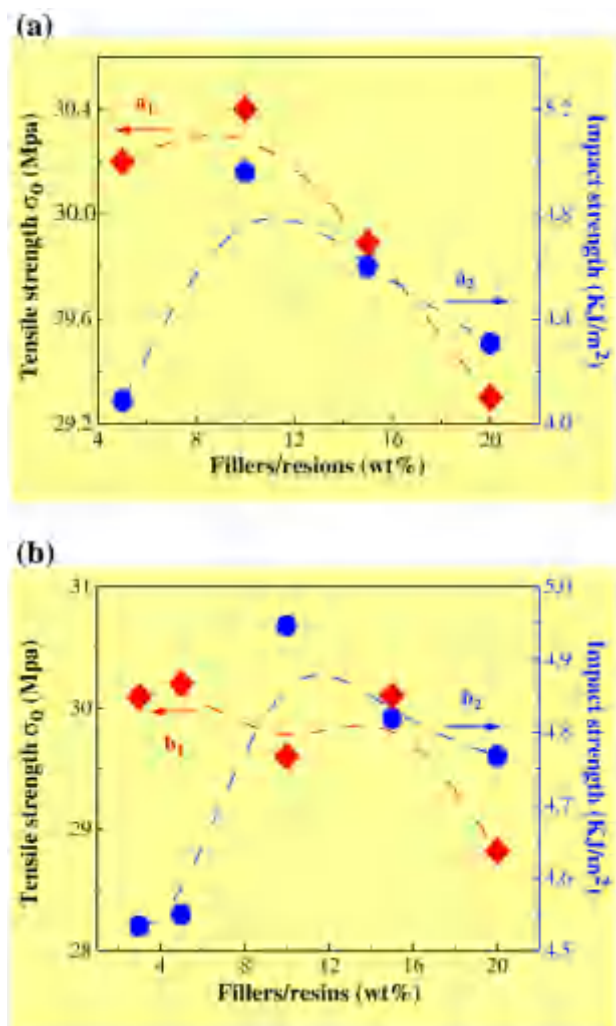 (a)
Tensile strength σ0 (Mpa)
30.4
30.0
29.6
29.2
a1
a2
5.2
4.8
4.4
4.0
Impact strength (KJ/m²)
4 8 12 16 20
Fillers/resions (wt%)
(b)
Tensile strength σ0 (Mpa)
31
30
29
28
b1
b2
5.0
4.9
4.8
4.7
4.6
4.5
Impact strength (KJ/m²)
4 8 12 16 20
Fillers/resins (wt%)